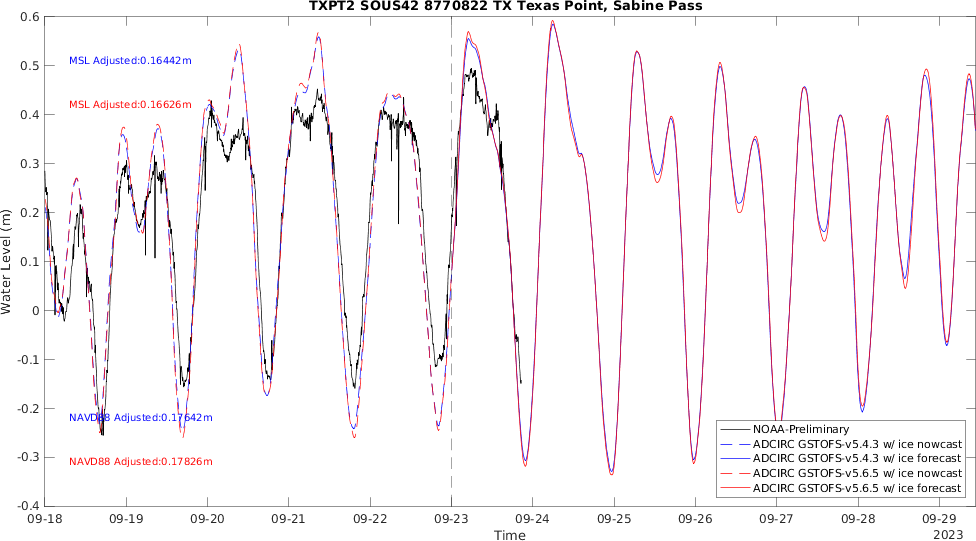 TXPT2 SOUS42 8770822 TX Texas Point, Sabine Pass
Water Level (m)
0.6
0.5
0.4
0.3
0.2
0.1
0
-0.1
-0.2
-0.3
-0.4
MSL Adjusted:0.16442m
MSL Adjusted:0.16626m
NAVD88 Adjusted:0.17642m
NAVD88 Adjusted:0.17826m
NOAA-Preliminary
ADCIRC GSTOFS-v5.4.3 w/ ice nowcast
ADCIRC GSTOFS-v5.4.3 w/ ice forecast
ADCIRC GSTOFS-v5.6.5 w/ ice nowcast
ADCIRC GSTOFS-v5.6.5 w/ ice forecast
09-18 09-19 09-20 09-21 09-22 09-23 09-24 09-25 09-26 09-27 09-28 09-29
2023
Time